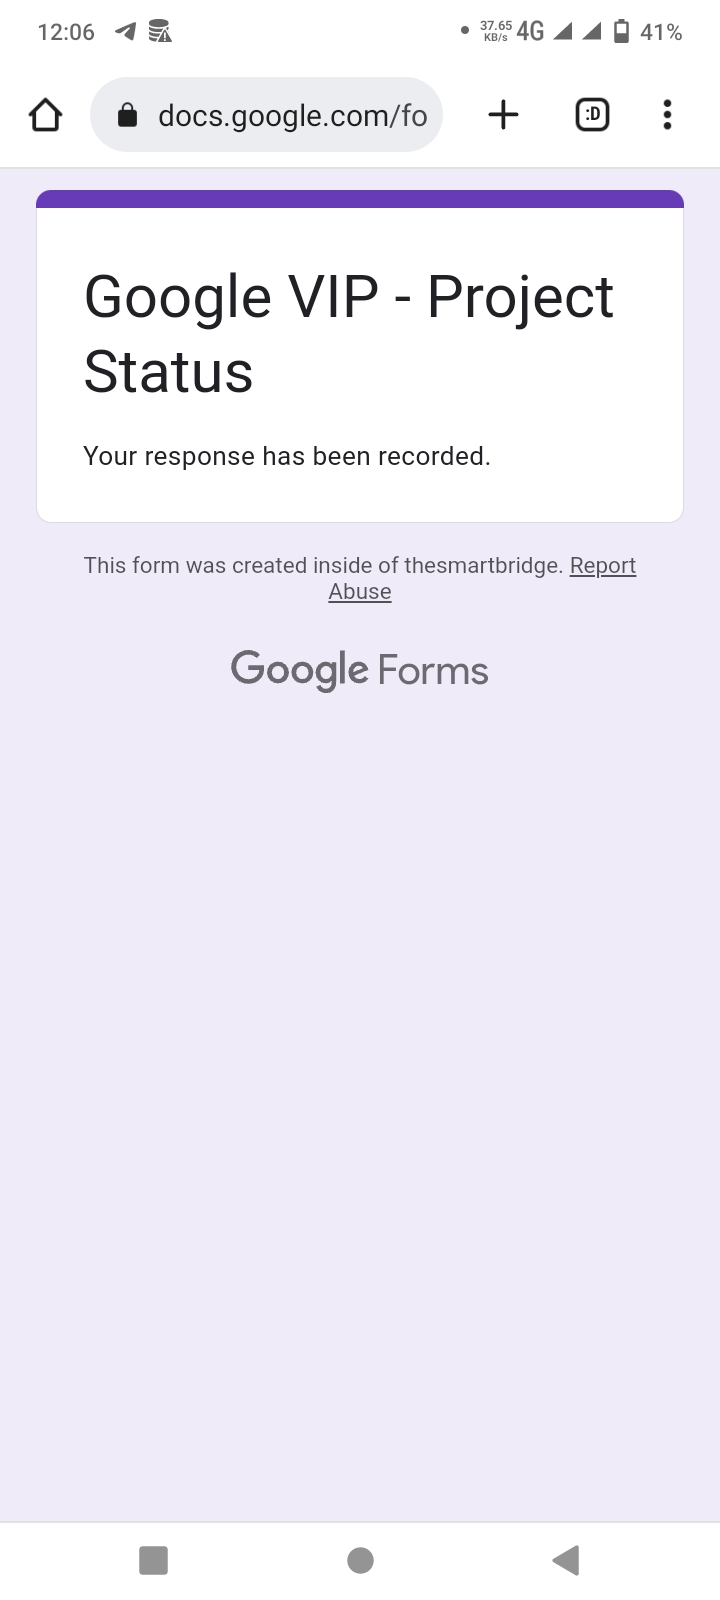 12:06
37.65
KB/s
4G
41%
docs.google.com/fo
:D
Google VIP - Project
Status
Your response has been recorded.
This form was created inside of thesmartbridge. Report
Abuse
Google Forms